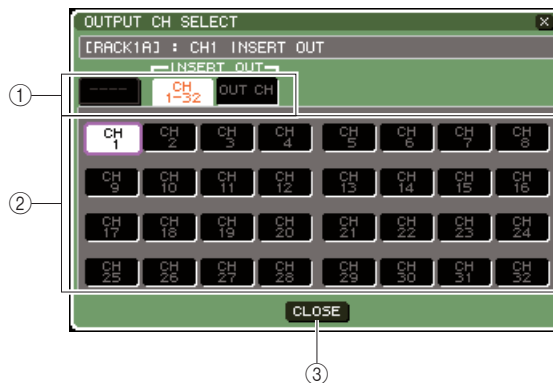 OUTPUT CH SELECT ×
[RACK1A] : CH1 INSERT OUT
INSERT OUT
---- CH 1-32 OUT CH
①
CH 1 CH 2 CH 3 CH 4 CH 5 CH 6 CH 7 CH 8
②
CH 9 CH 10 CH 11 CH 12 CH 13 CH 14 CH 15 CH 16
CH 17 CH 18 CH 19 CH 20 CH 21 CH 22 CH 23 CH 24
CH 25 CH 26 CH 27 CH 28 CH 29 CH 30 CH 31 CH 32
CLOSE
③